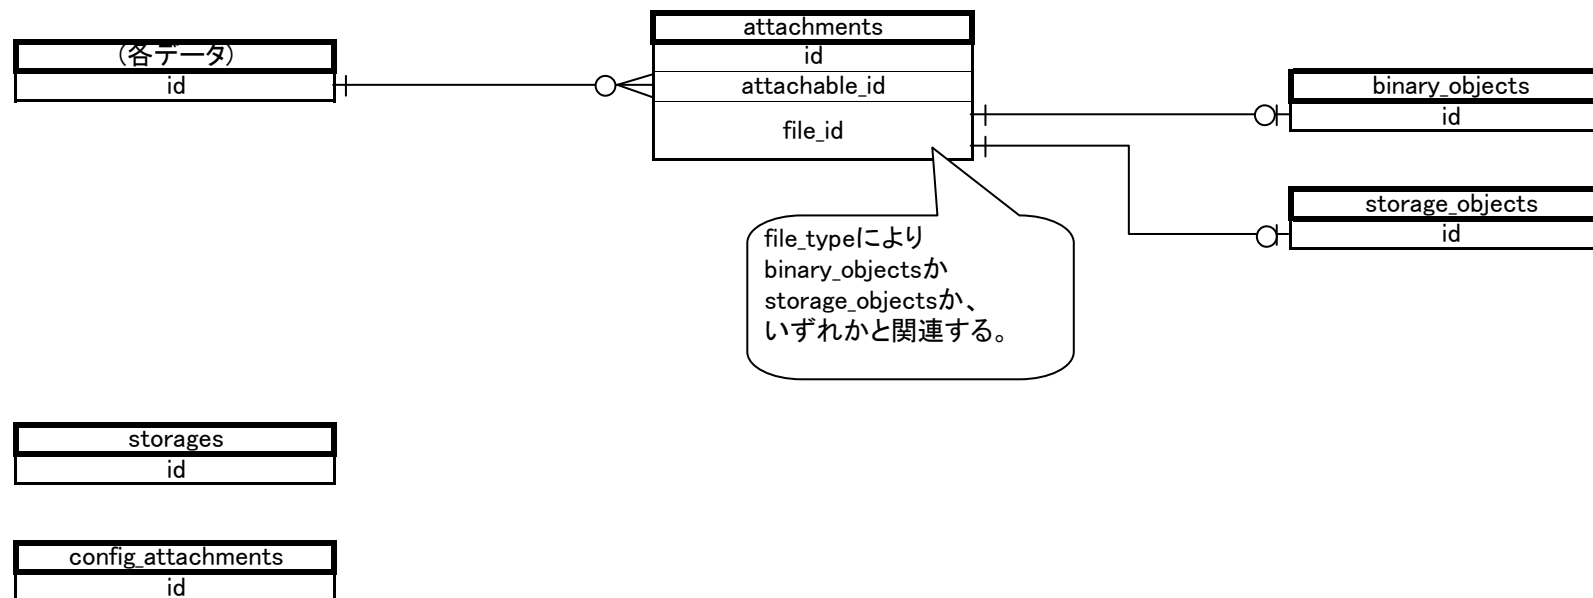 (各データ)
id
attachments
id
attachable_id
file_id
binary_objects
id
storage_objects
id
file_typeにより
binary_objectsか
storage_objectsか、
いずれかと関連する。
storages
id
config_attachments
id